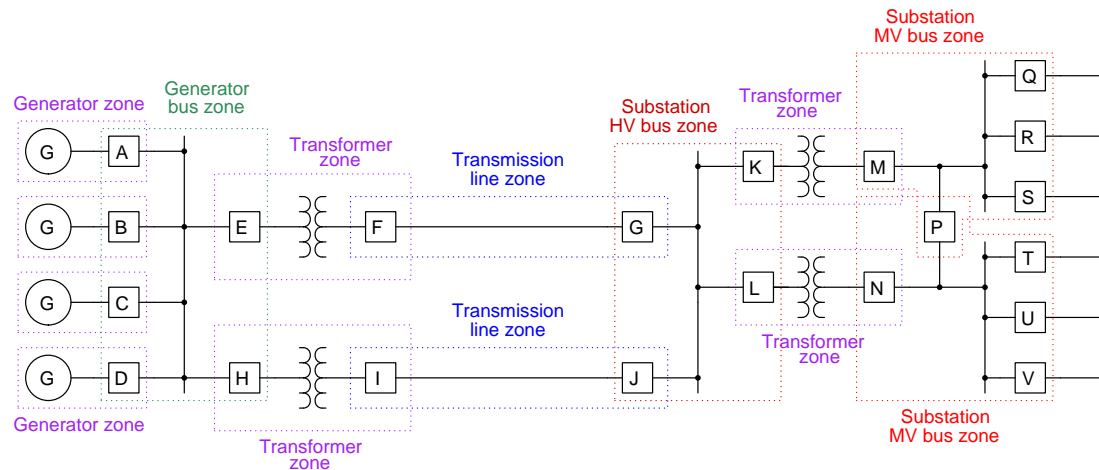 Substation
MV bus zone
Generator
bus zone
Generator zone
Transformer
zone
Substation
HV bus zone
Transformer
zone
Transmission
line zone
Q
G
A
R
K
M
S
G
B
E
F
G
P
T
G
C
L
N
U
Transmission
line zone
Transformer
zone
G
D
H
I
J
V
Generator zone
Transformer
zone
Substation
MV bus zone